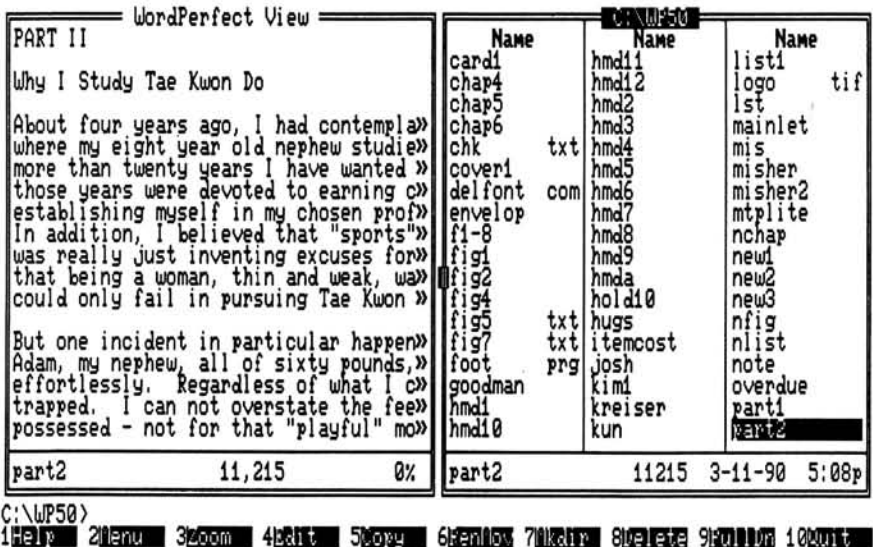 WordPerfect View
PART II
Why I Study Tae Kwon Do
About four years ago, I had contempla»
where my eight year old nephew studie»
more than twenty years I have wanted »
those years were devoted to earning c»
establishing myself in my chosen prof»
In addition, I believed that "sports"»
was really just inventing excuses for»
that being a woman, thin and weak, wa»
could only fail in pursuing Tae Kwon »
But one incident in particular happen»
Adam, my nephew, all of sixty pounds,»
effortlessly.  Regardless of what I c»
trapped.  I can not overstate the fee»
possessed - not for that "playful" mo»
part2 11,215 0%
C:\WP50
Name Name Name
card1 hmd11 list1
chap4 hmd12 logo tif
chap5 hmd2 lst
chap6 hmd3 mainlet
chk txt hmd4 mis
cover1 hmd5 misher
delfont com hmd6 misher2
envelop hmd7 mtplite
f1-8 hmd8 nchap
fig1 hmd9 new1
fig2 hmda new2
fig4 hold10 new3
fig5 txt hugs nfig
fig7 txt itemcost nlist
foot prg josh note
goodman kim1 overdue
hmd1 kreiser part1
hmd10 kun part2
part2 11215 3-11-90 5:08p
C:\WP50>
1Help 2Menu 3Zoom 4Edit 5Copy 6RenMov 7Mkdir 8Delete 9PullDn 10Quit